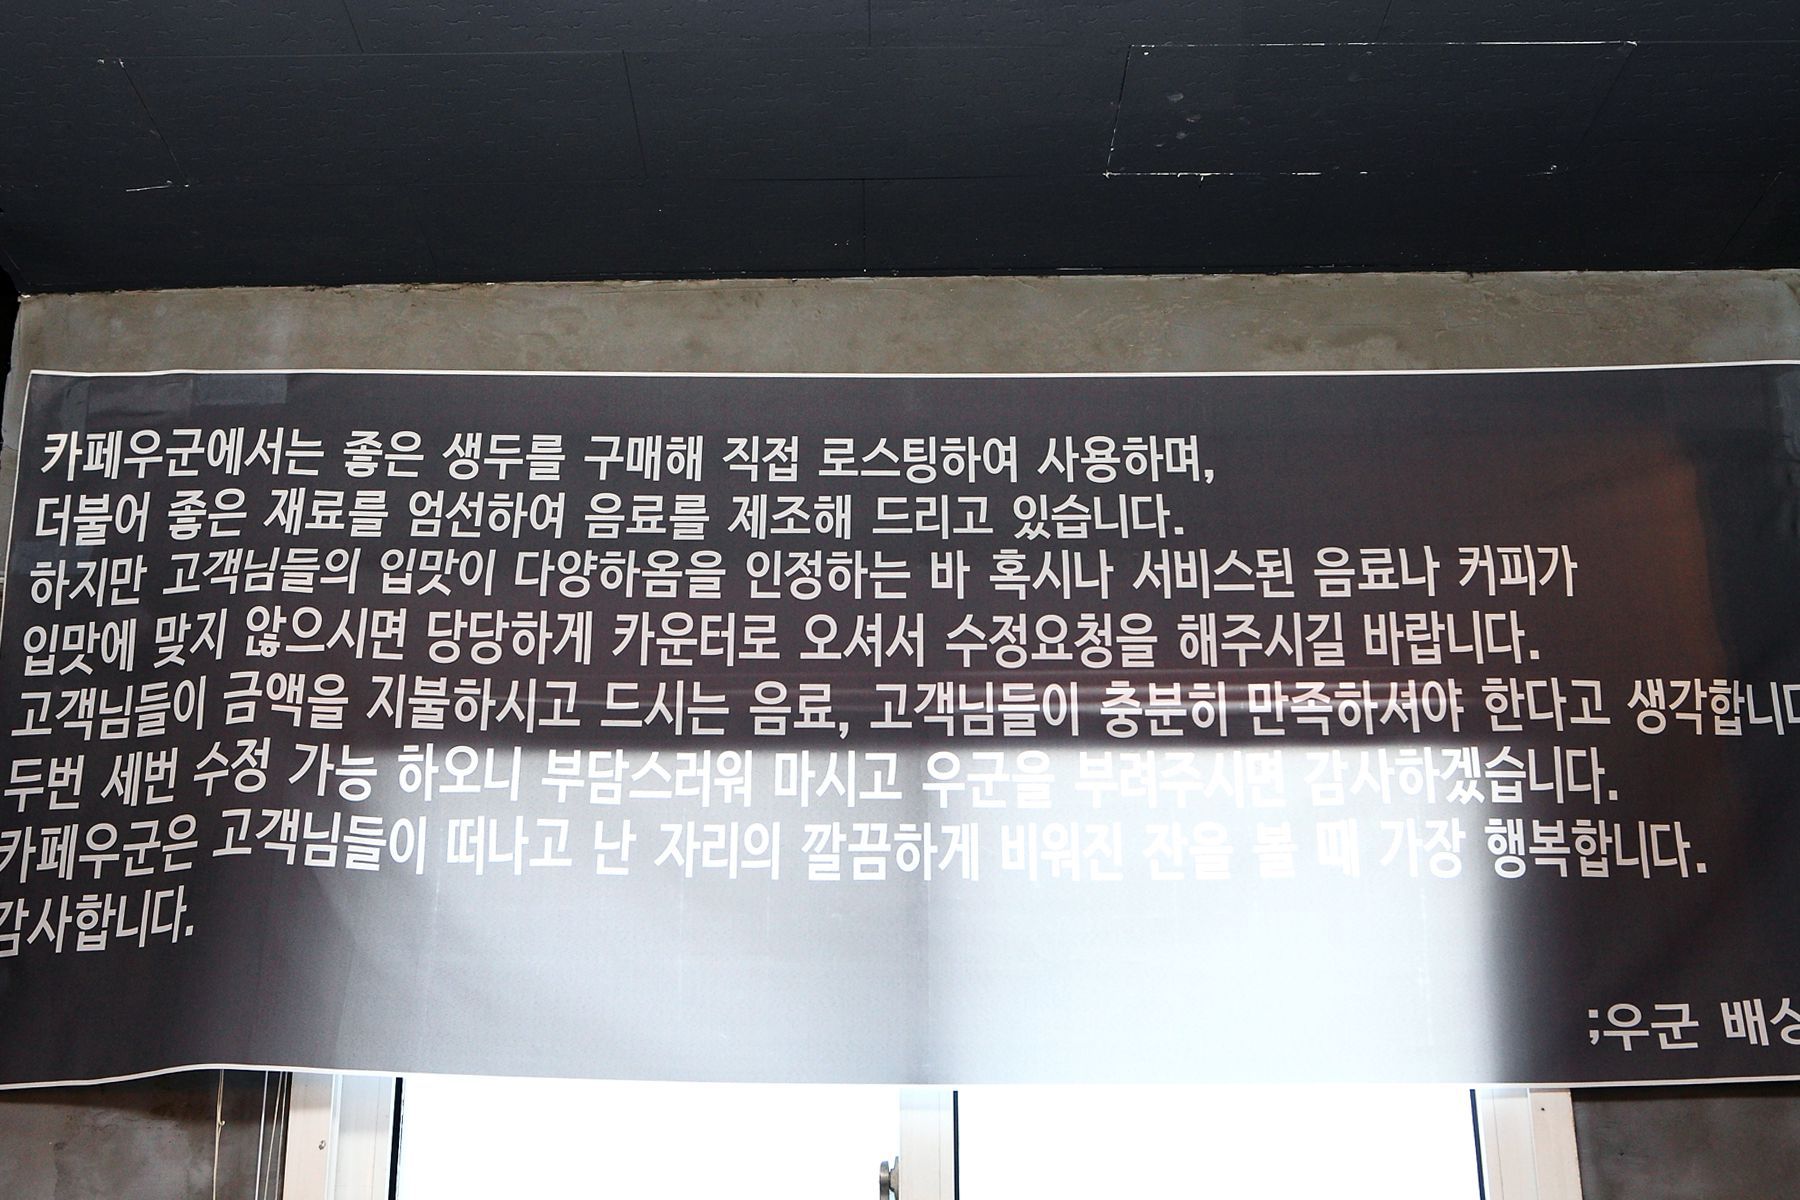 카페우군에서는 좋은 생두를 구매해 직접 로스팅하여 사용하며,
더불어 좋은 재료를 엄선하여 음료를 제조해 드리고 있습니다.
하지만 고객님들의 입맛이 다양하옴을 인정하는 바 혹시나 서비스된 음료나 커피가
입맛에 맞지 않으시면 당당하게 카운터로 오셔서 수정요청을 해주시길 바랍니다.
고객님들이 금액을 지불하시고 드시는 음료, 고객님들이 충분히 만족하셔야 한다고 생각합니다
두번 세번 수정 가능 하오니 부담스러워 마시고 우군을 부려주시면 감사하겠습니다.
카페우군은 고객님들이 떠나고 난 자리의 깔끔하게 비워진 잔을 볼 때 가장 행복합니다.
감사합니다.
;우군 배상